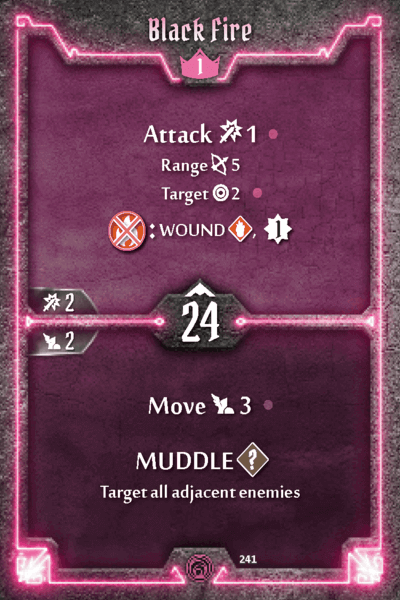 Black Fire
1
Attack 1
Range 5
Target 2
: WOUND , 1
2
24
2
Move 3
MUDDLE ?
Target all adjacent enemies
241